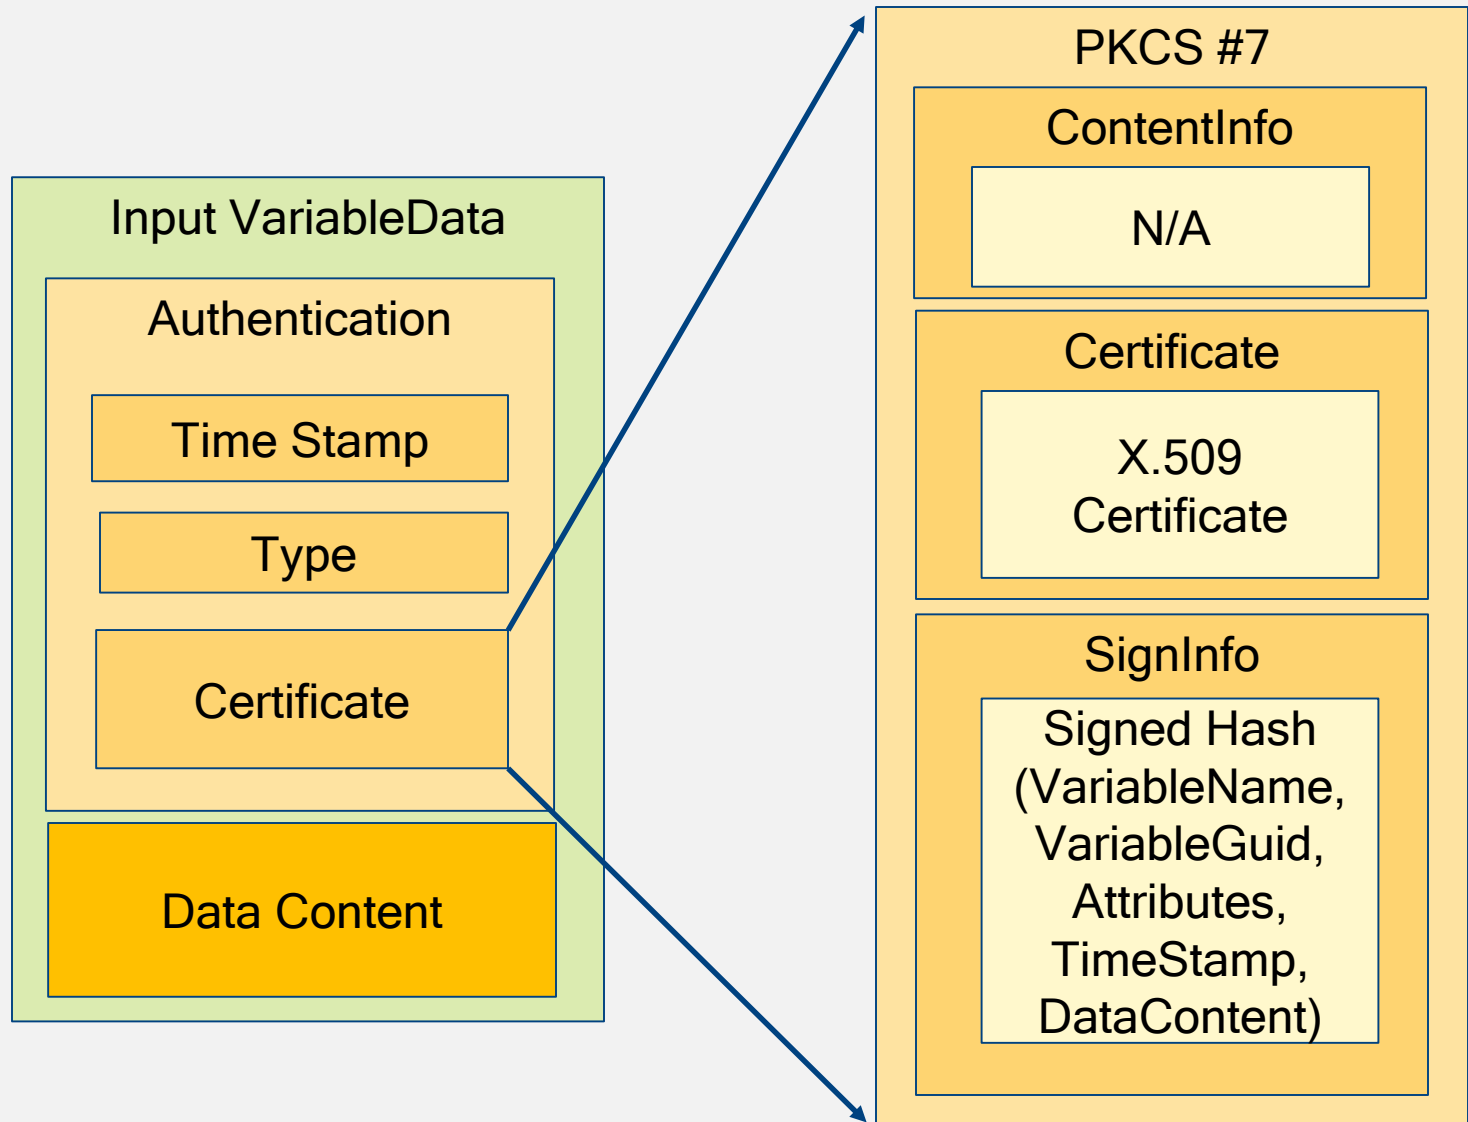 Input VariableData
Authentication
Time Stamp
Type
Certificate
Data Content
PKCS #7
ContentInfo
N/A
Certificate
X.509
Certificate
SignInfo
Signed Hash
(VariableName,
VariableGuid,
Attributes,
TimeStamp,
DataContent)